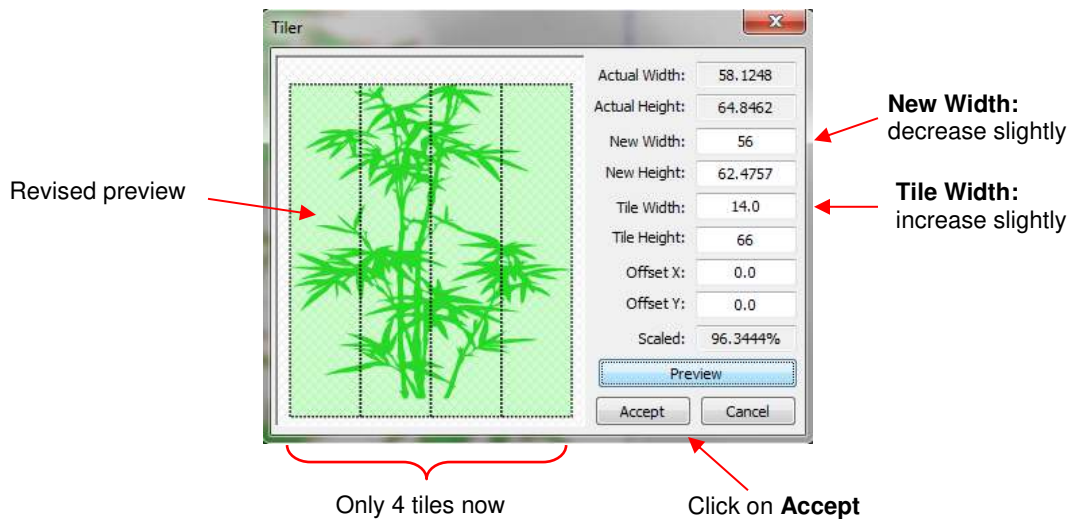 Tiler
Actual Width: 58.1248
Actual Height: 64.8462
New Width: 56
New Height: 62.4757
Tile Width: 14.0
Tile Height: 66
Offset X: 0.0
Offset Y: 0.0
Scaled: 96.3444%
Preview
Accept Cancel
Revised preview
New Width:
decrease slightly
Tile Width:
increase slightly
Only 4 tiles now
Click on Accept